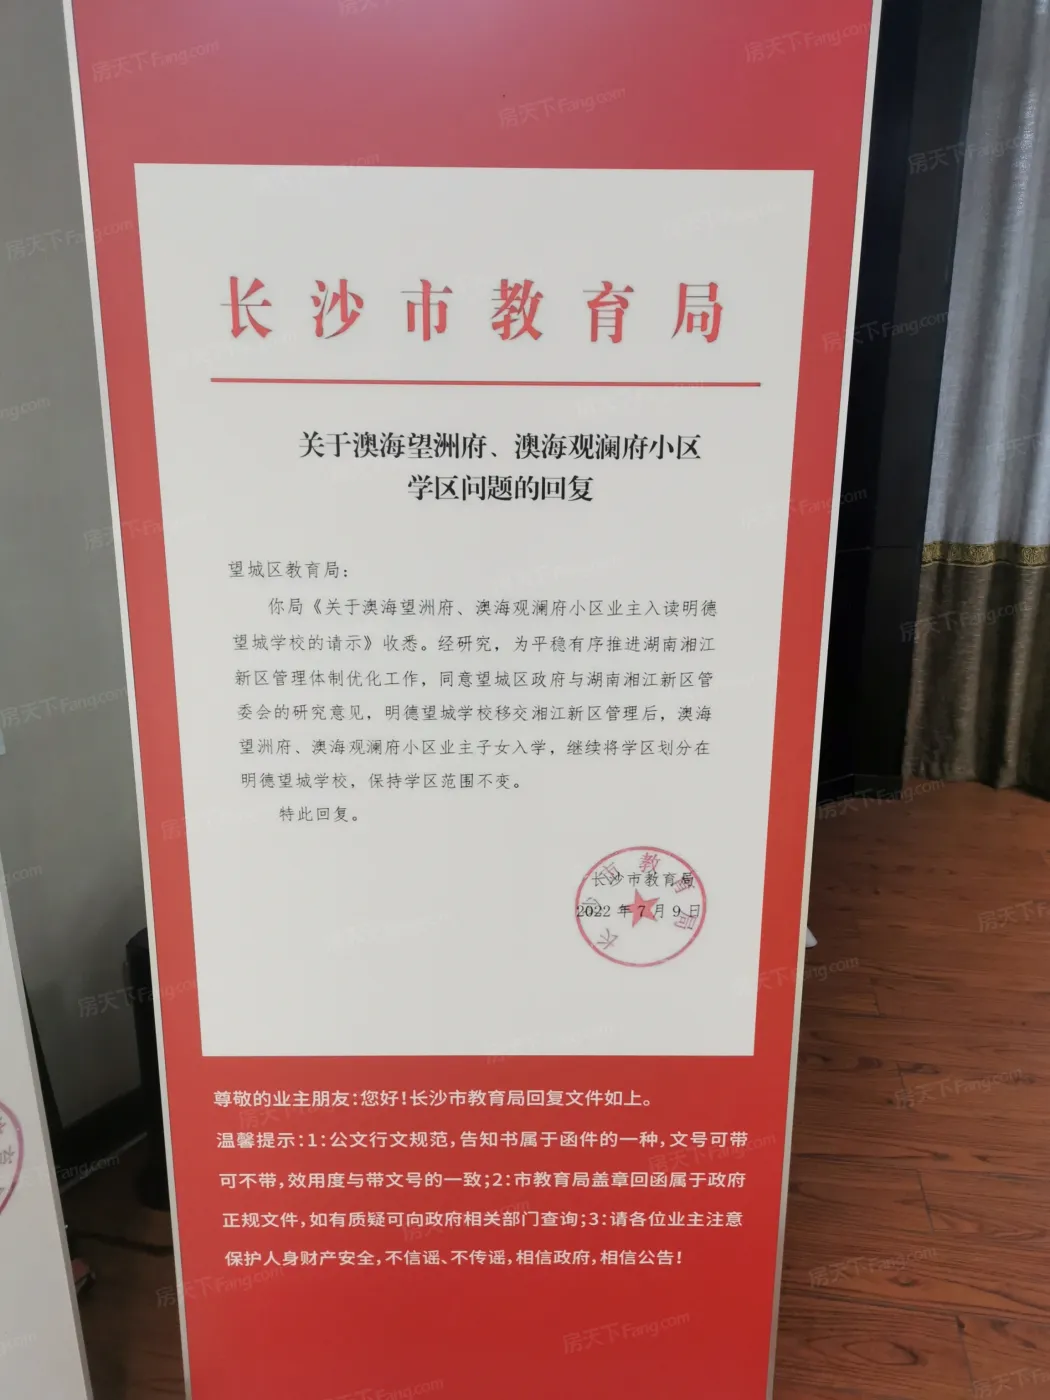 长沙市教育局
关于澳海望洲府、澳海观澜府小区
学区问题的回复
望城区教育局：
你局《关于澳海望洲府、澳海观澜府小区业主入读明德
望城学校的请示》收悉。经研究，为平稳有序推进湖南湘江
新区管理体制优化工作，同意望城区政府与湖南湘江新区管
委会的研究意见，明德望城学校移交湘江新区管理后，澳海
望洲府、澳海观澜府小区业主子女入学，继续将学区划分在
明德望城学校，保持学区范围不变。
特此回复。
长沙市教育局
长沙市教育局
2022年7月9日
尊敬的业主朋友：您好！长沙市教育局回复文件如上。
温馨提示：1：公文行文规范，告知书属于函件的一种，文号可带
可不带，效用度与带文号的一致；2：市教育局盖章回函属于政府
正规文件，如有质疑可向政府相关部门查询；3：请各位业主注意
保护人身财产安全，不信谣、不传谣，相信政府，相信公告！
房天下Fang.com